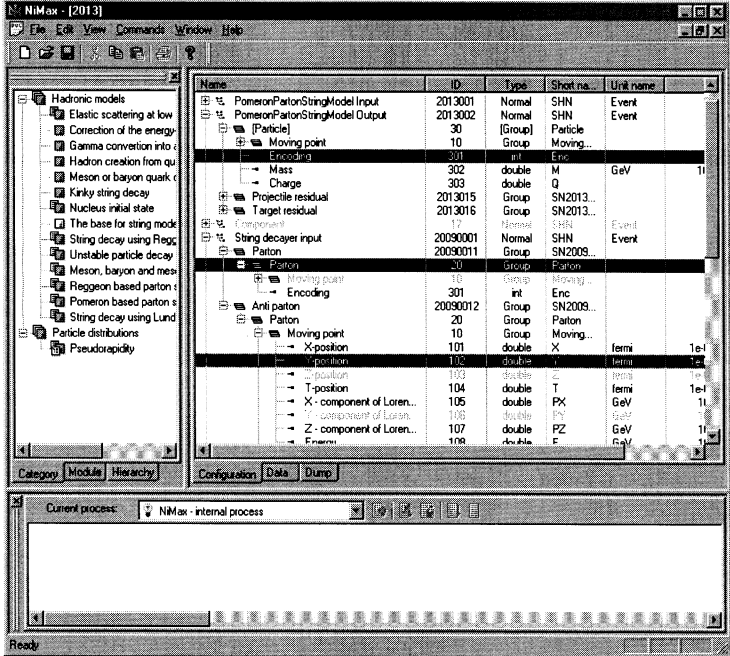 NiMax - [2013]
File Edit View Commands Window Help
Hadronic models
Elastic scattering at low
Correction of the energy-
Gamma convertion into a
Hadron creation from qu
Meson or baryon quark c
Kinky string decay
Nucleus initial state
The base for string mode
String decay using Regg
Unstable particle decay
Meson, baryon and mes
Reggeon based parton s
Pomeron based parton s
String decay using Lund
Particle distributions
Pseudorapidity
Category Module Hierarchy
Name ID Type Short na... Unit name
PomeronPartonStringModel Input 2013001 Normal SHN Event
PomeronPartonStringModel Output 2013002 Normal SHN Event
[Particle] 30 [Group] Particle
Moving point 10 Group Moving...
Encoding 301 int Enc
Mass 302 double M GeV
Charge 303 double Q
Projectile residual 2013015 Group SN2013...
Target residual 2013016 Group SN2013...
Component 17 Normal SHN Event
String decayer input 20090001 Normal SHN Event
Parton 20090011 Group SN2009...
Parton 20 Group Parton
Moving point 10 Group Moving...
Encoding 301 int Enc
Anti parton 20090012 Group SN2009...
Parton 20 Group Parton
Moving point 10 Group Moving...
X-position 101 double X fermi 1e-
Y-position 102 double Y fermi 1e-
Z-position 103 double Z fermi 1e-
T-position 104 double T fermi 1e-
X - component of Loren... 105 double PX GeV
Y - component of Loren... 106 double PY GeV
Z - component of Loren... 107 double PZ GeV
Energy 108 double E GeV
Configuration Data Dump
Current process: NiMax - internal process
Ready